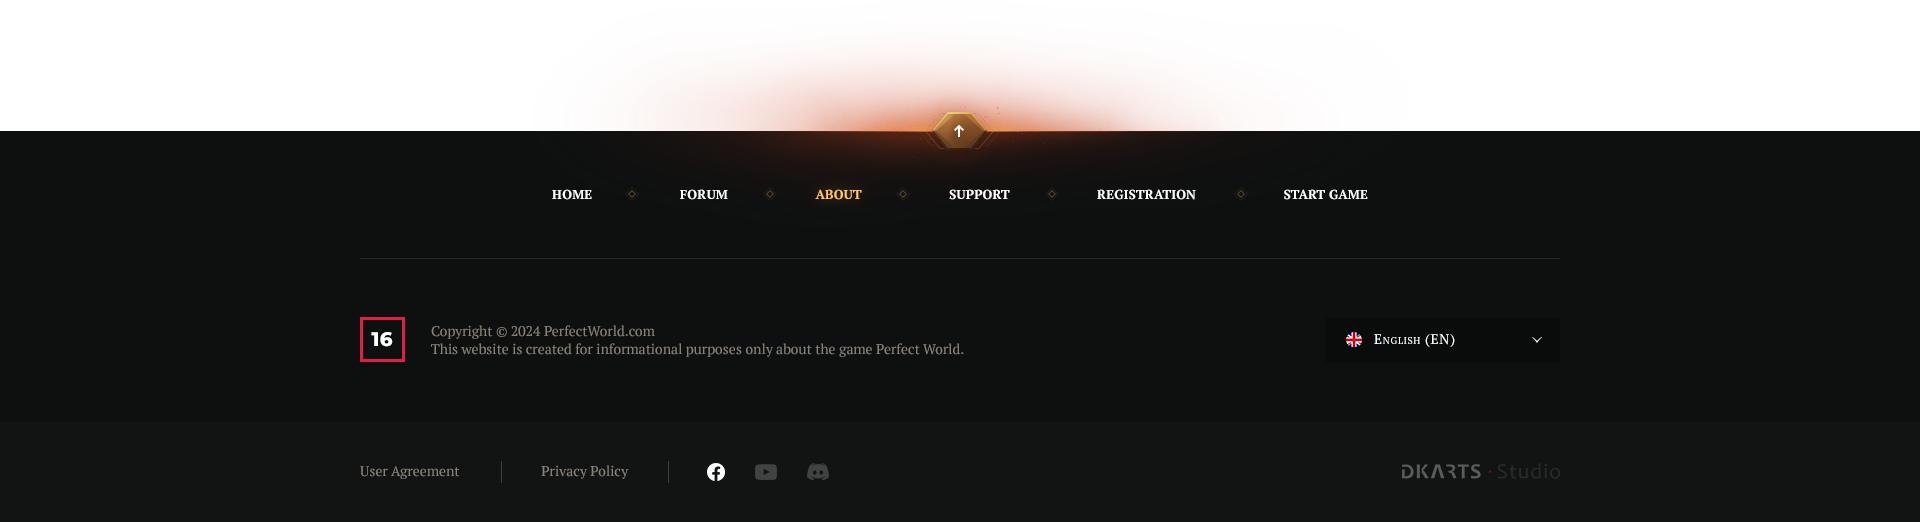 HOME FORUM ABOUT SUPPORT REGISTRATION START GAME
16
Copyright © 2024 PerfectWorld.com
This website is created for informational purposes only about the game Perfect World.
English (EN)
User Agreement Privacy Policy
DKARTS · Studio